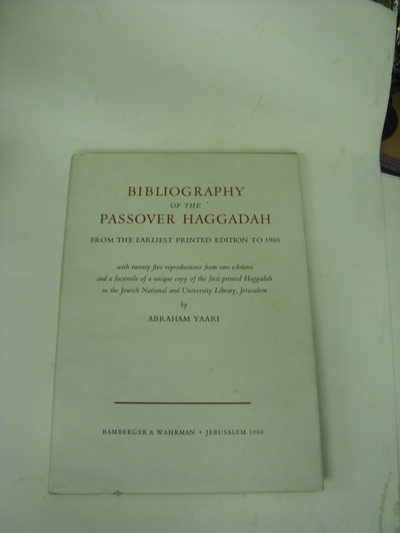 BIBLIOGRAPHY
OF THE
PASSOVER HAGGADAH
FROM THE EARLIEST PRINTED EDITION TO 1960
with twenty five reproductions from rare editions
and a facsimile of a unique copy of the first printed Haggadah
in the Jewish National and University Library, Jerusalem
by
ABRAHAM YAARI
BAMBERGER & WAHRMAN • JERUSALEM 1960